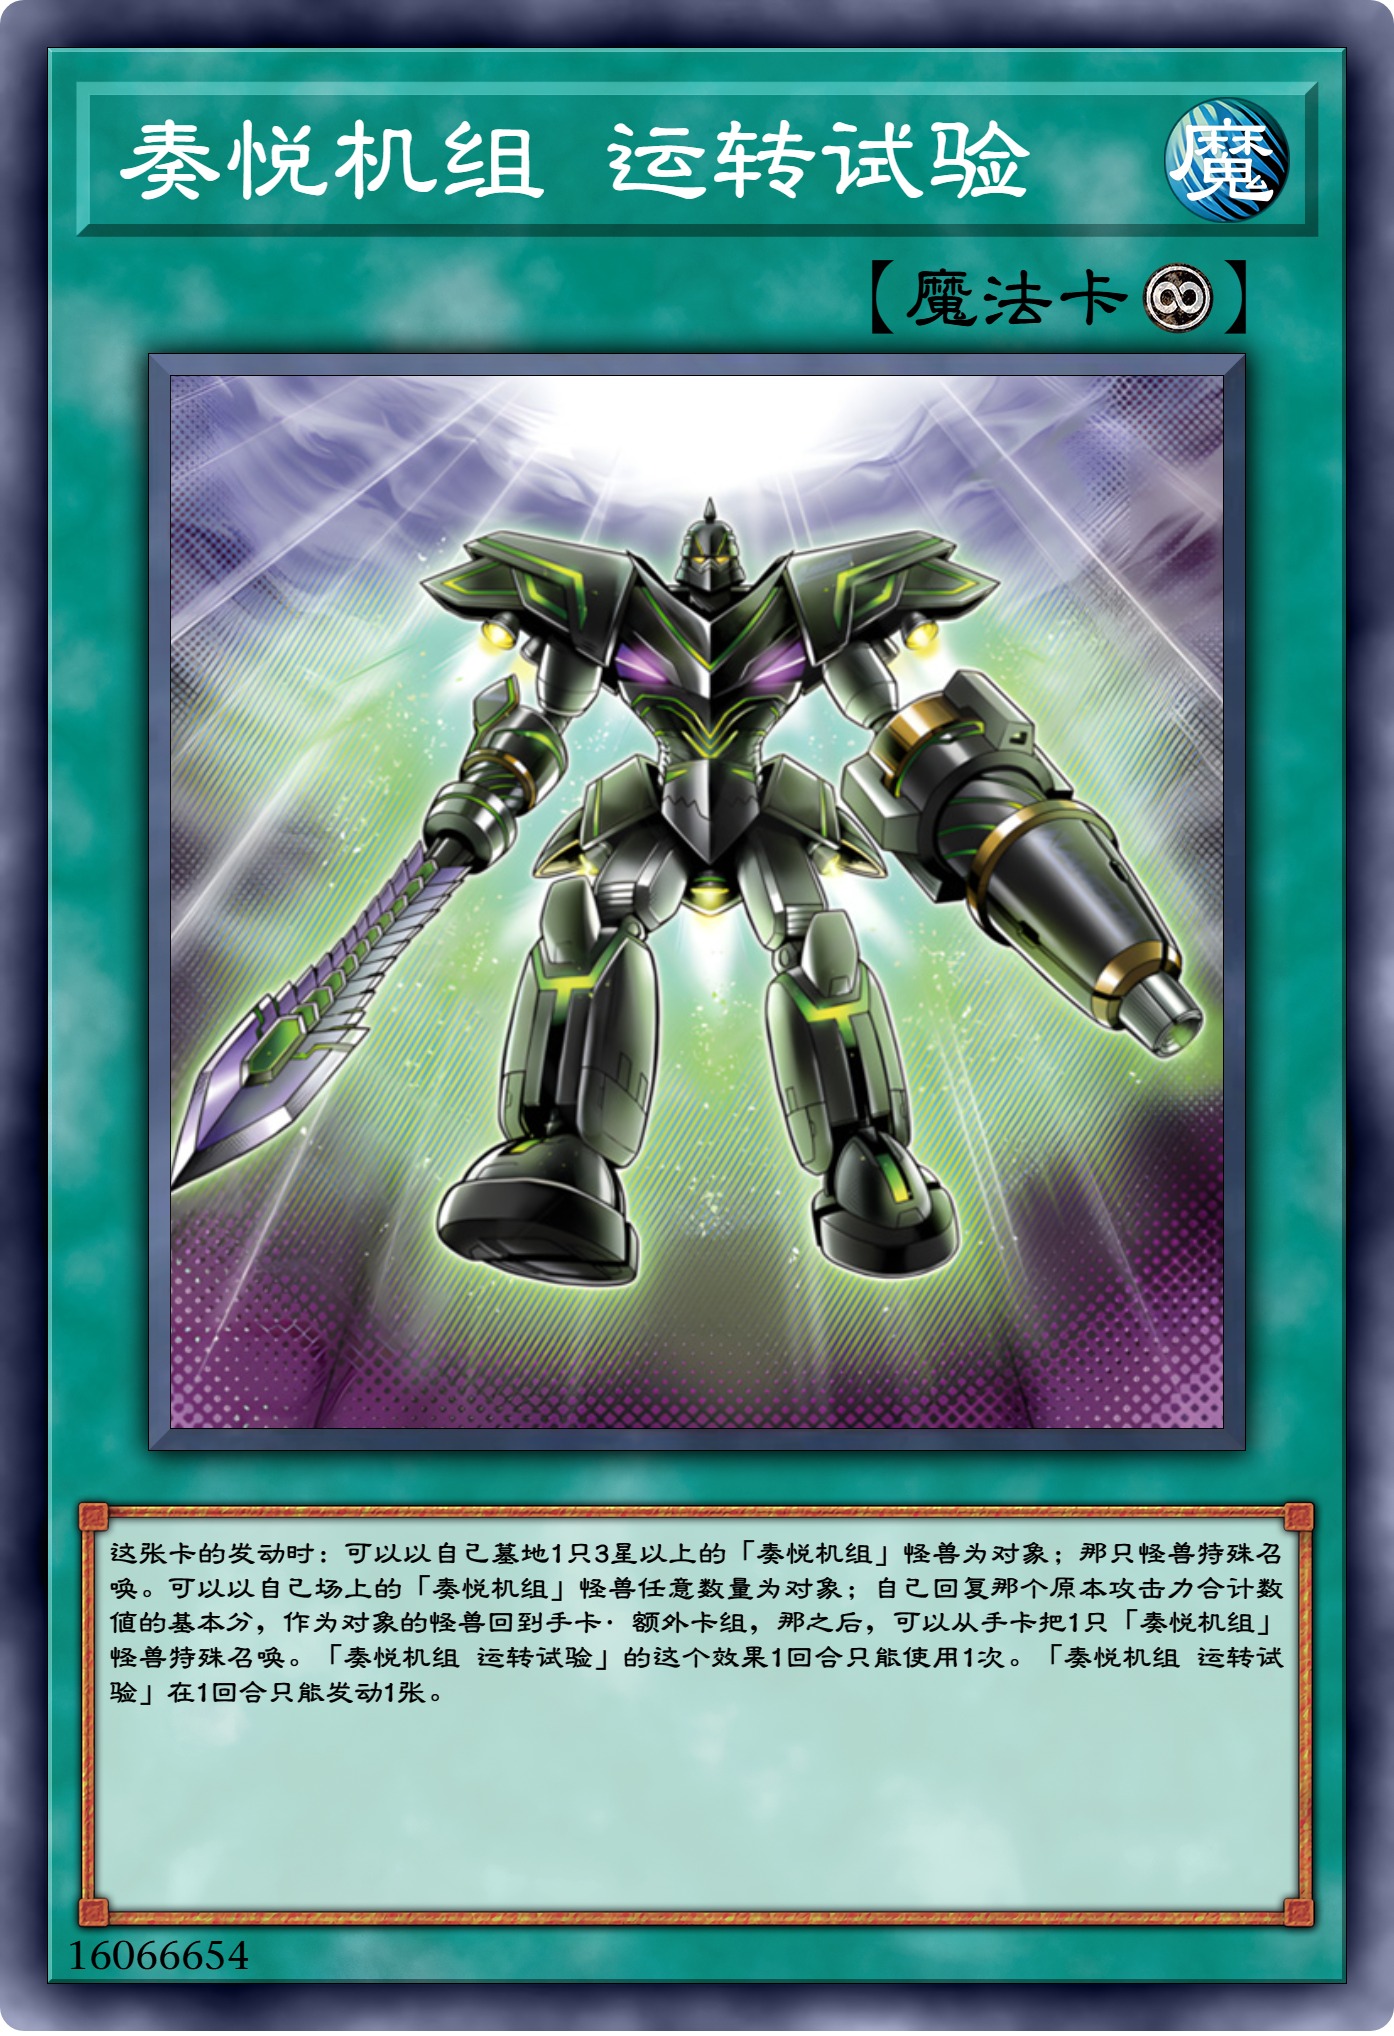 奏悦机组 运转试验
魔
【魔法卡】
这张卡的发动时：可以以自己墓地1只3星以上的「奏悦机组」怪兽为对象；那只怪兽特殊召
唤。可以以自己场上的「奏悦机组」怪兽任意数量为对象；自己回复那个原本攻击力合计数
值的基本分，作为对象的怪兽回到手卡·额外卡组，那之后，可以从手卡把1只「奏悦机组」
怪兽特殊召唤。「奏悦机组 运转试验」的这个效果1回合只能使用1次。「奏悦机组 运转试
验」在1回合只能发动1张。
16066654